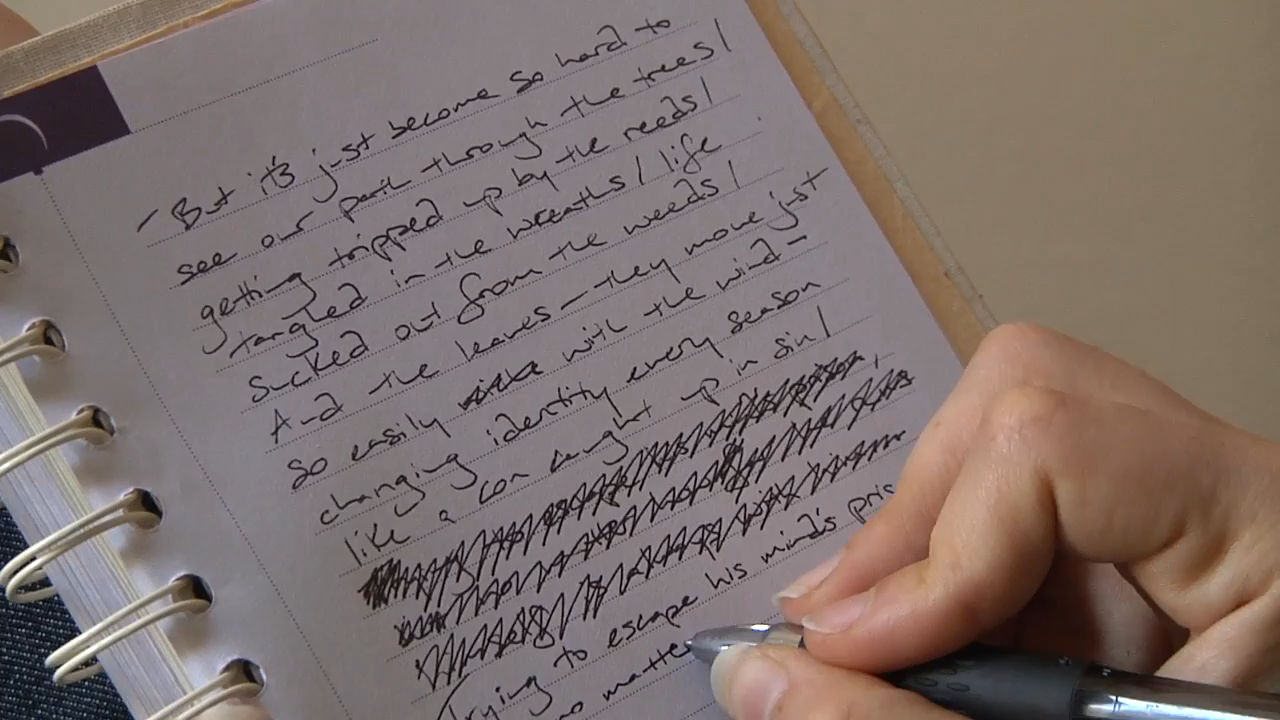 - But it's just become so hard to
see our path through the trees/
getting tripped up by the reeds/
tangled in the wreaths/ life
sucked out from the weeds/
And the leaves - they move just
so easily with the wind -
changing identity every season
like a con caught up in sin/
trying to escape his mind's
no matter